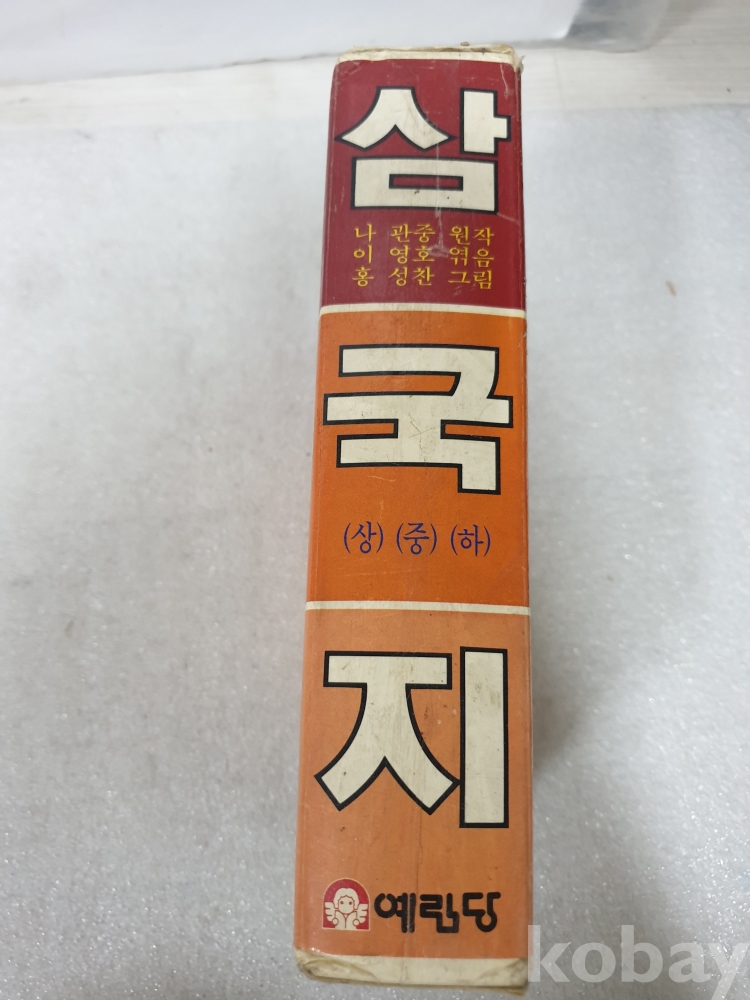 삼
나 관중 원작
이 영호 엮음
홍 성찬 그림
국
(상) (중) (하)
지
예림당
kobay